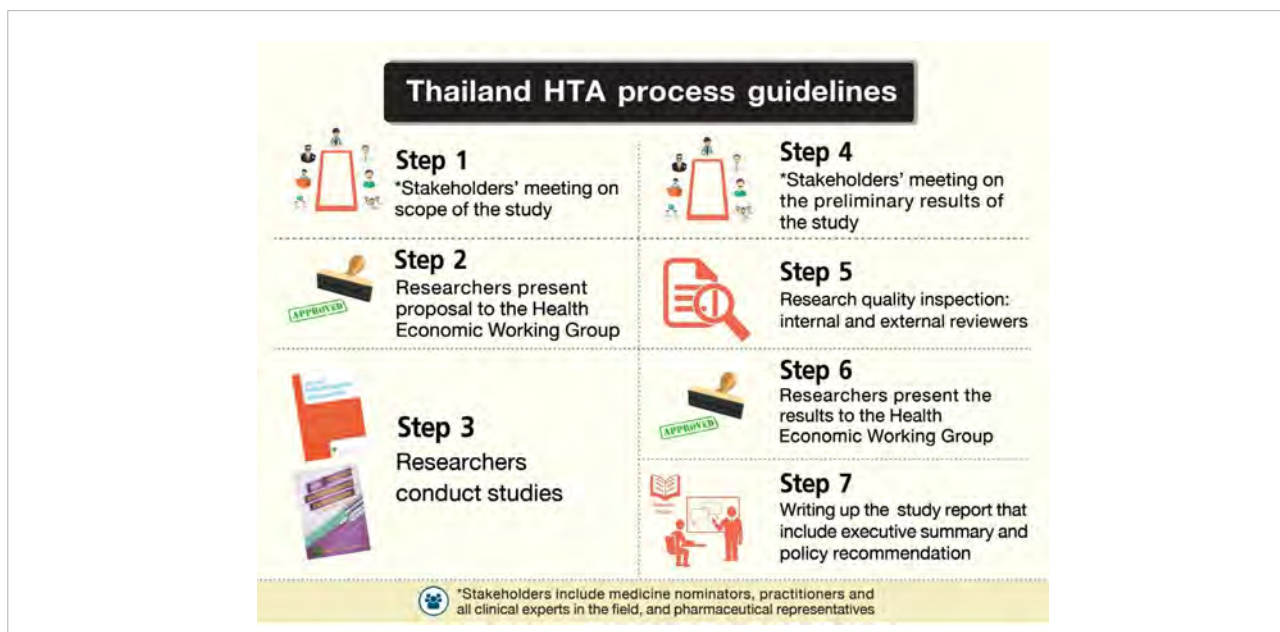 Thailand HTA process guidelines
Step 1
*Stakeholders' meeting on
scope of the study
Step 2
Researchers present
proposal to the Health
Economic Working Group
APPROVED
Step 3
Researchers
conduct studies
Step 4
*Stakeholders' meeting on
the preliminary results of
the study
Step 5
Research quality inspection:
internal and external reviewers
Step 6
Researchers present the
results to the Health
Economic Working Group
APPROVED
Step 7
Writing up the study report that
include executive summary and
policy recommendation
*Stakeholders include medicine nominators, practitioners and
all clinical experts in the field, and pharmaceutical representatives